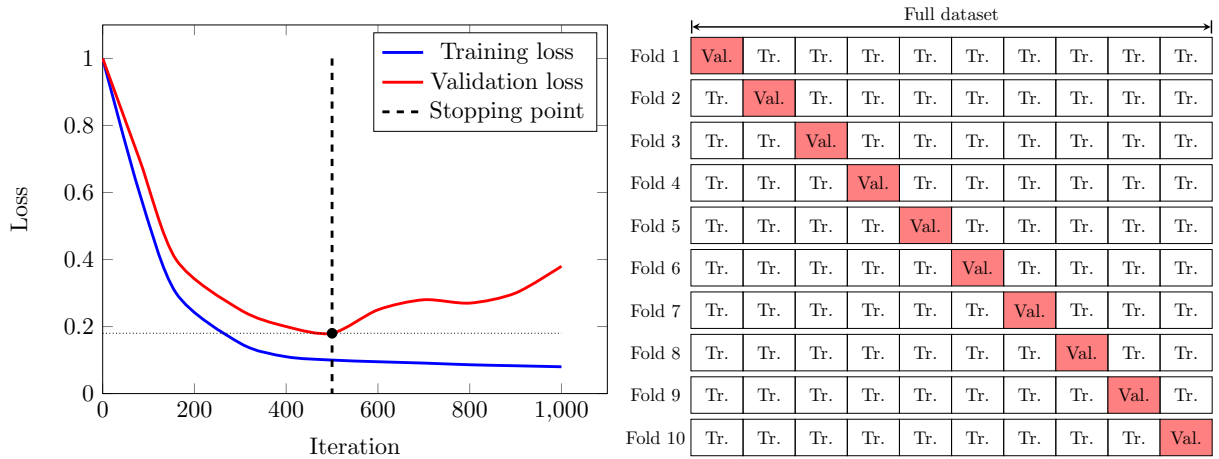 1
0.8
0.6
0.4
0.2
0
0
200
400
600
800
1,000
Loss
Iteration
Training loss
Validation loss
Stopping point
Full dataset
Fold 1 Val. Tr. Tr. Tr. Tr. Tr. Tr. Tr. Tr. Tr.
Fold 2 Tr. Val. Tr. Tr. Tr. Tr. Tr. Tr. Tr. Tr.
Fold 3 Tr. Tr. Val. Tr. Tr. Tr. Tr. Tr. Tr. Tr.
Fold 4 Tr. Tr. Tr. Val. Tr. Tr. Tr. Tr. Tr. Tr.
Fold 5 Tr. Tr. Tr. Tr. Val. Tr. Tr. Tr. Tr. Tr.
Fold 6 Tr. Tr. Tr. Tr. Tr. Val. Tr. Tr. Tr. Tr.
Fold 7 Tr. Tr. Tr. Tr. Tr. Tr. Val. Tr. Tr. Tr.
Fold 8 Tr. Tr. Tr. Tr. Tr. Tr. Tr. Val. Tr. Tr.
Fold 9 Tr. Tr. Tr. Tr. Tr. Tr. Tr. Tr. Val. Tr.
Fold 10 Tr. Tr. Tr. Tr. Tr. Tr. Tr. Tr. Tr. Val.